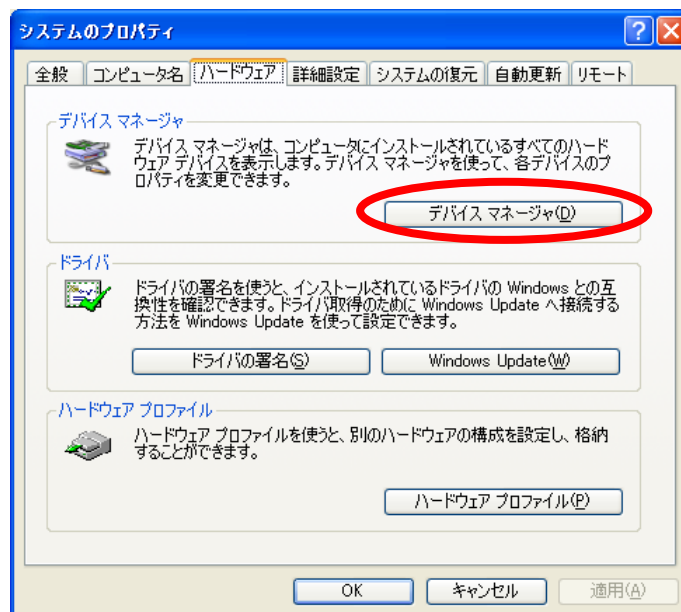 システムのプロパティ
全般 コンピュータ名 ハードウェア 詳細設定 システムの復元 自動更新 リモート
デバイス マネージャ
デバイス マネージャは、コンピュータにインストールされているすべてのハード
ウェア デバイスを表示します。デバイス マネージャを使って、各デバイスのプ
ロパティを変更できます。
デバイス マネージャ(D)
ドライバ
ドライバの署名を使うと、インストールされているドライバの Windows との互
換性を確認できます。ドライバ取得のために Windows Update へ接続する
方法を Windows Update を使って設定できます。
ドライバの署名(S) Windows Update(W)
ハードウェア プロファイル
ハードウェア プロファイルを使うと、別のハードウェアの構成を設定し、格納
することができます。
ハードウェア プロファイル(P)
OK キャンセル 適用(A)